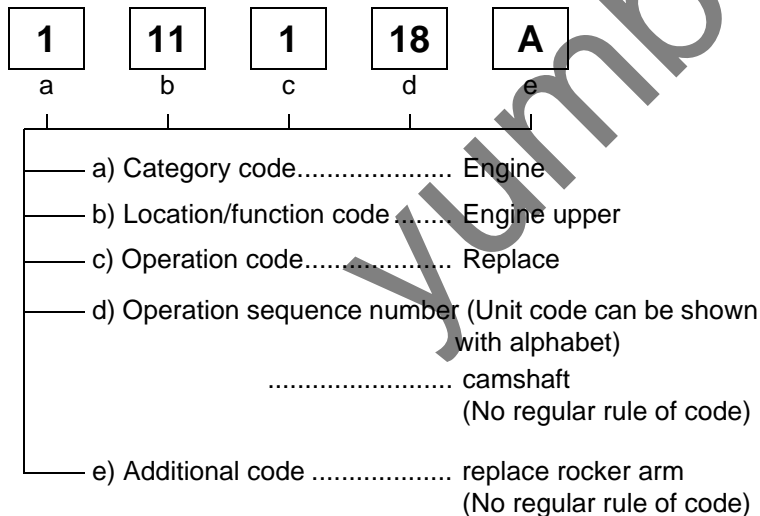 1 11 1 18 A
a b c d e
a) Category code..................... Engine
b) Location/function code ........ Engine upper
c) Operation code.................... Replace
d) Operation sequence number (Unit code can be shown
with alphabet)
......................... camshaft
(No regular rule of code)
e) Additional code ................... replace rocker arm
(No regular rule of code)
yumb